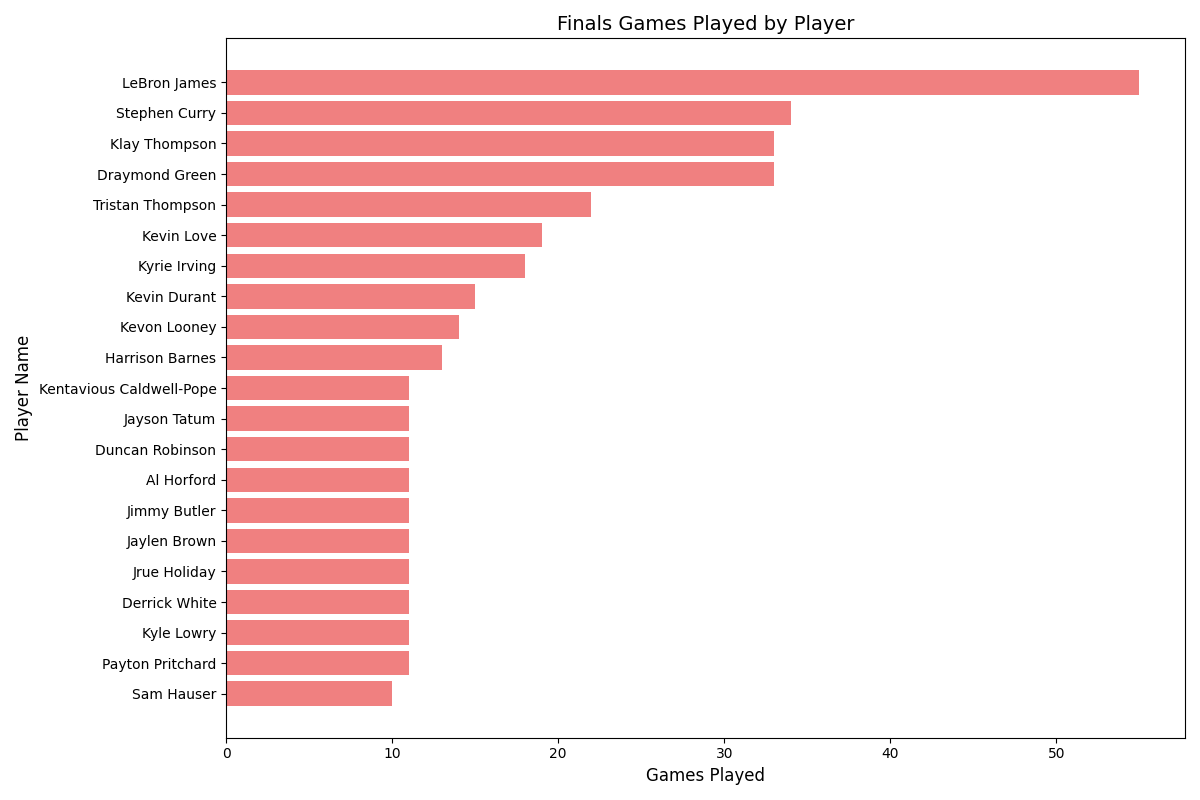 Finals Games Played by Player
Player Name
LeBron James
Stephen Curry
Klay Thompson
Draymond Green
Tristan Thompson
Kevin Love
Kyrie Irving
Kevin Durant
Kevon Looney
Harrison Barnes
Kentavious Caldwell-Pope
Jayson Tatum
Duncan Robinson
Al Horford
Jimmy Butler
Jaylen Brown
Jrue Holiday
Derrick White
Kyle Lowry
Payton Pritchard
Sam Hauser
0 10 20 30 40 50
Games Played